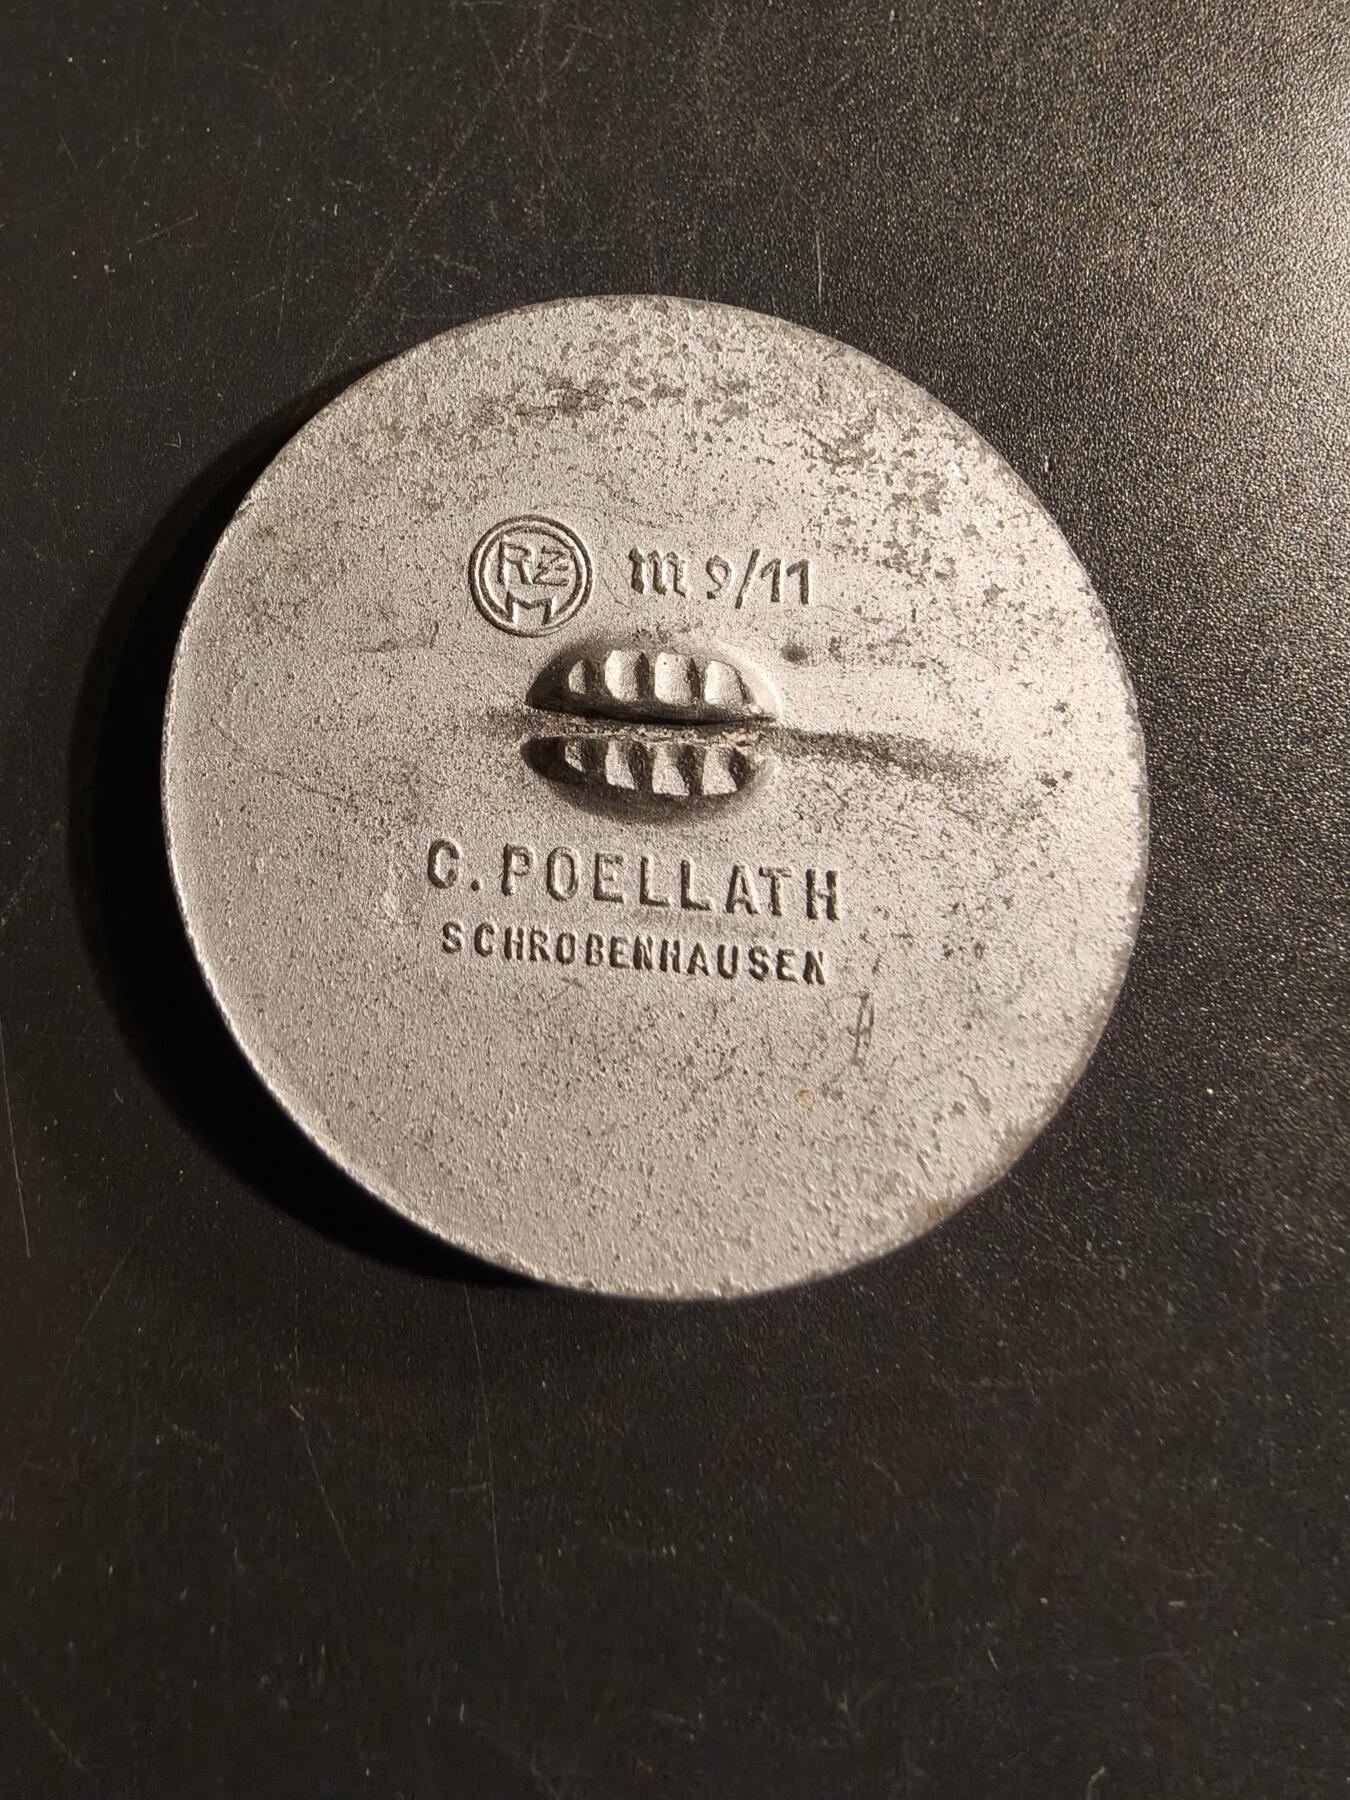 RZM M 9/11
C. POELLATH
SCHROBENHAUSEN